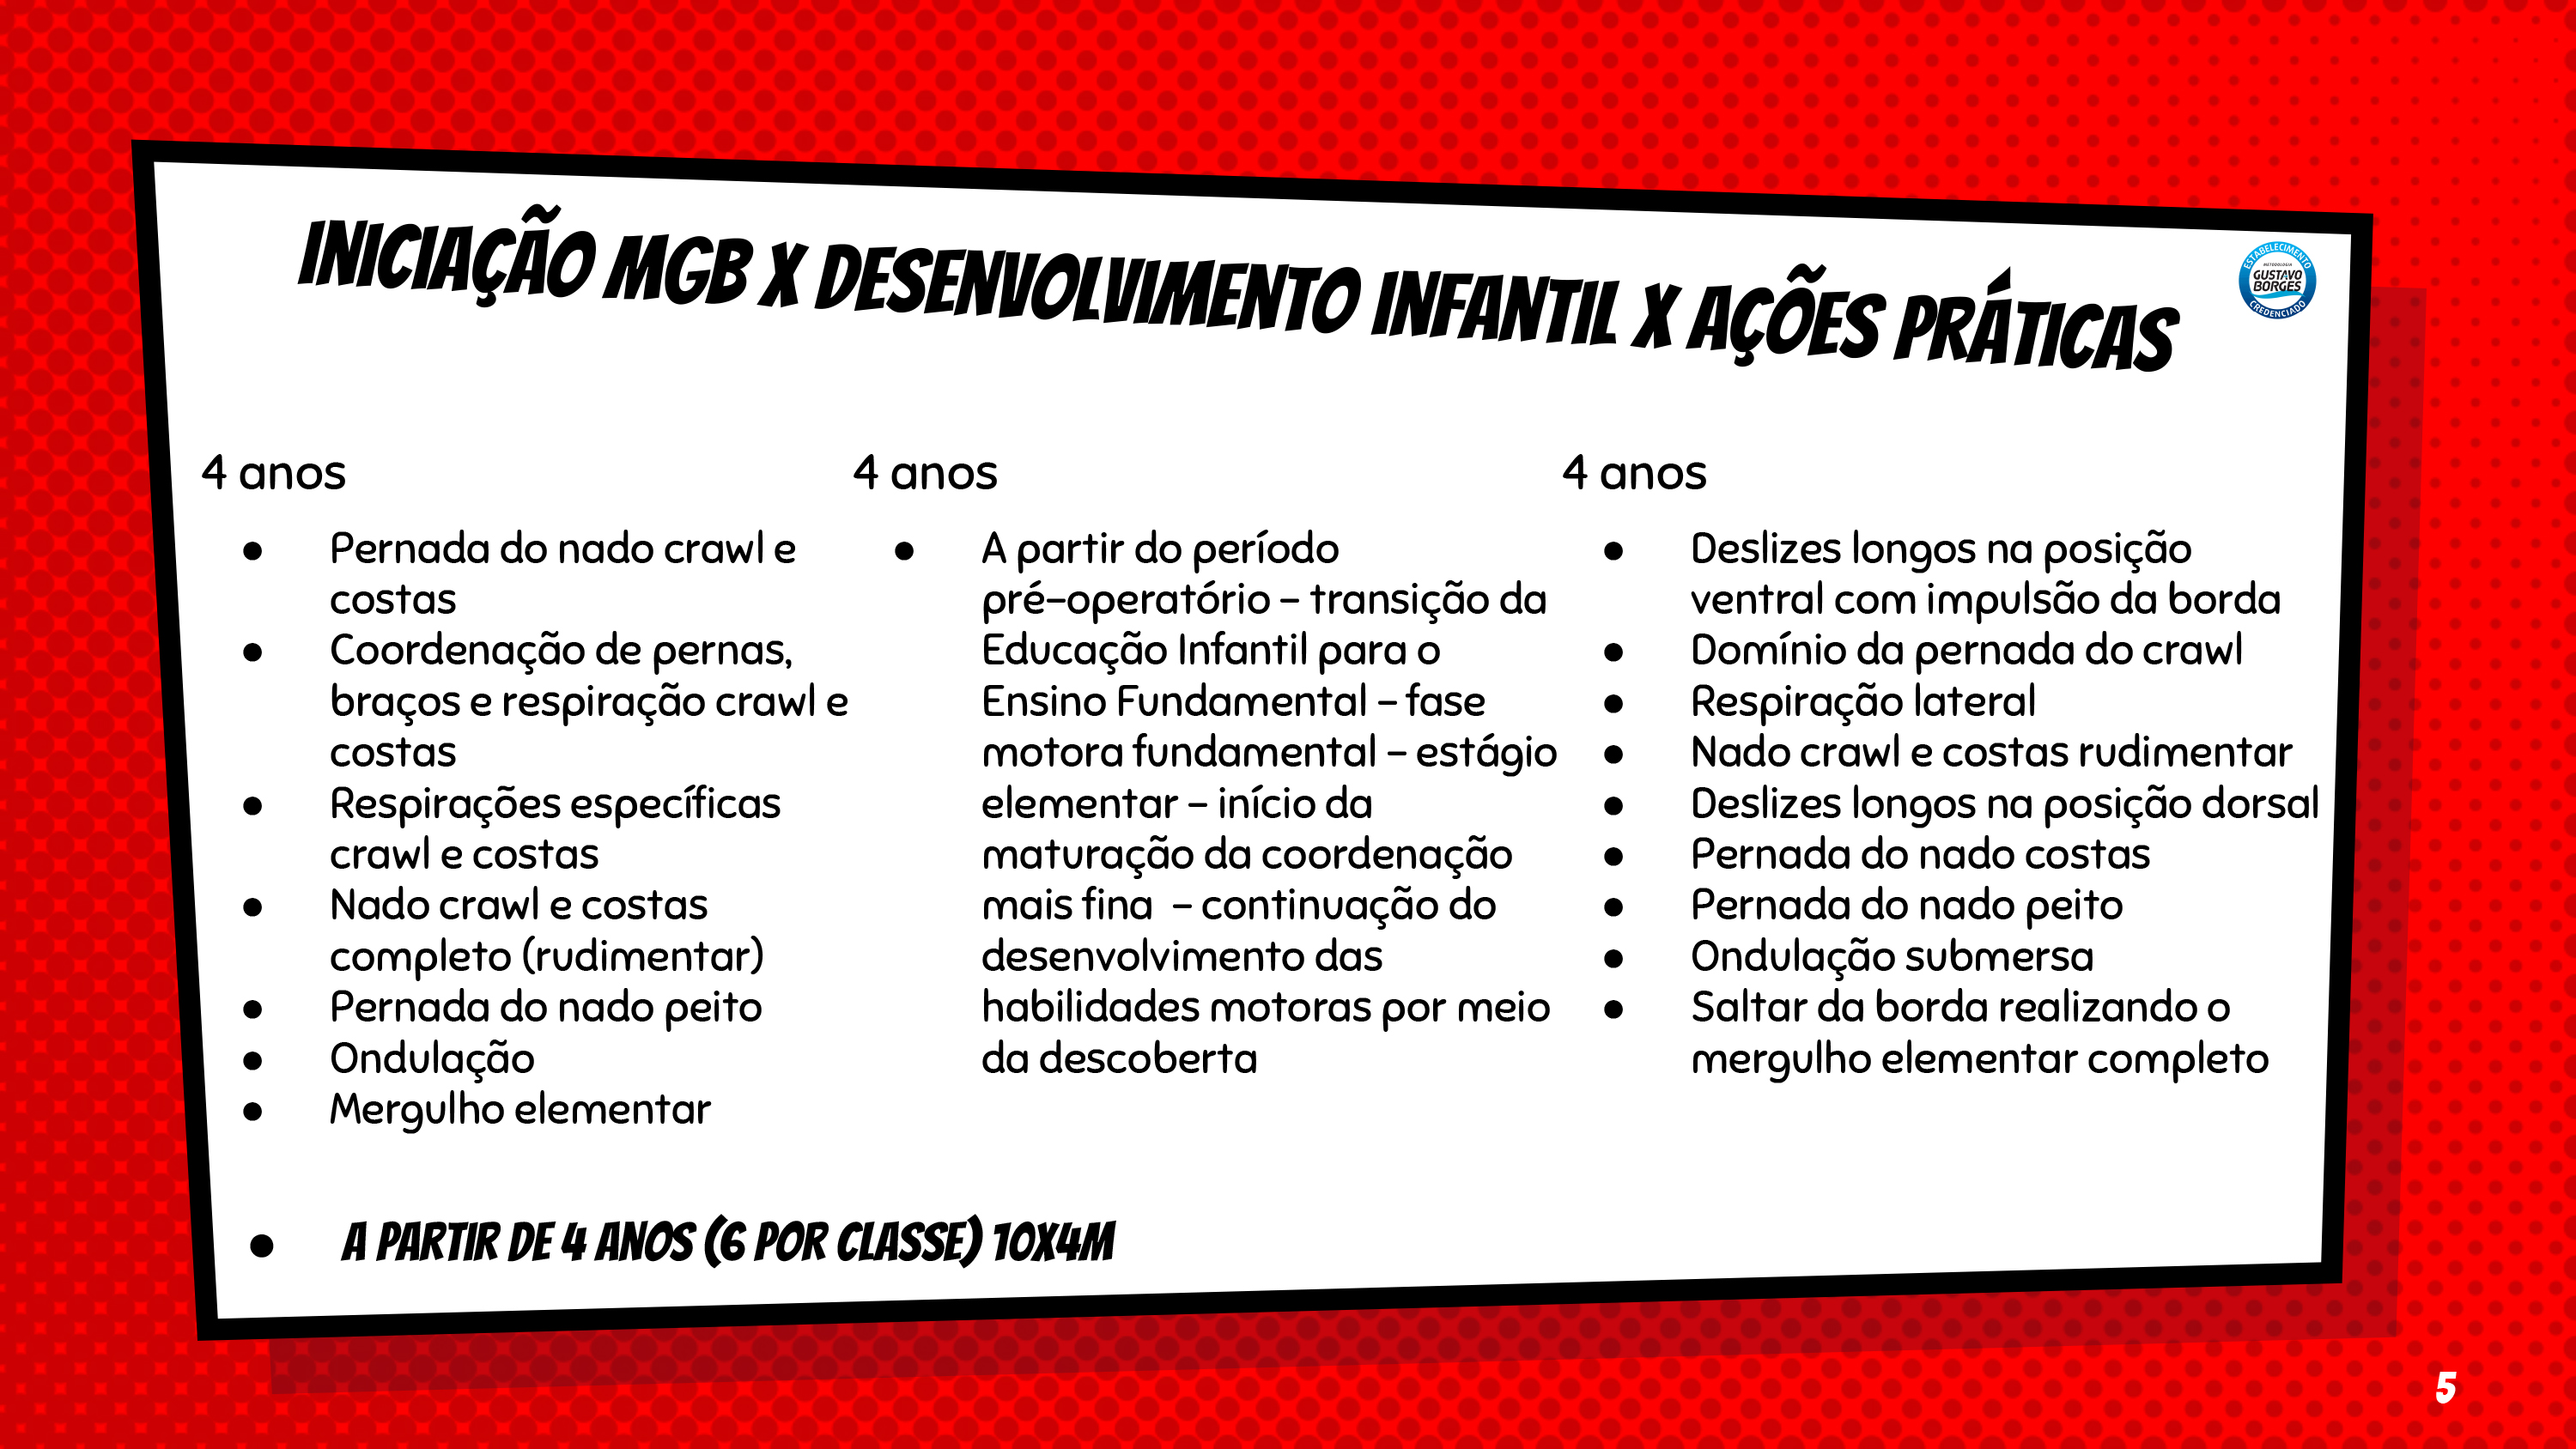 INICIAÇÃO MGB X DESENVOLVIMENTO INFANTIL X AÇÕES PRÁTICAS
ESTABELECIMENTO
METODOLOGIA
GUSTAVO
BORGES
CREDENCIADO
4 anos
● Pernada do nado crawl e
costas
● Coordenação de pernas,
braços e respiração crawl e
costas
● Respirações específicas
crawl e costas
● Nado crawl e costas
completo (rudimentar)
● Pernada do nado peito
● Ondulação
● Mergulho elementar
4 anos
● A partir do período
pré-operatório - transição da
Educação Infantil para o
Ensino Fundamental - fase
motora fundamental - estágio
elementar - início da
maturação da coordenação
mais fina - continuação do
desenvolvimento das
habilidades motoras por meio
da descoberta
4 anos
● Deslizes longos na posição
ventral com impulsão da borda
● Domínio da pernada do crawl
● Respiração lateral
● Nado crawl e costas rudimentar
● Deslizes longos na posição dorsal
● Pernada do nado costas
● Pernada do nado peito
● Ondulação submersa
● Saltar da borda realizando o
mergulho elementar completo
● A PARTIR DE 4 ANOS (6 POR CLASSE) 10X4M
5